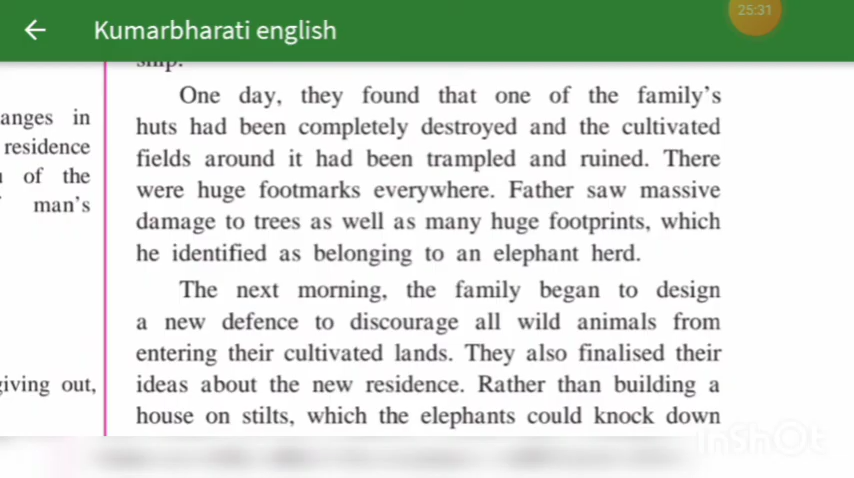 25:31
Kumarbharati english
ship.
One day, they found that one of the family's
huts had been completely destroyed and the cultivated
fields around it had been trampled and ruined. There
were huge footmarks everywhere. Father saw massive
damage to trees as well as many huge footprints, which
he identified as belonging to an elephant herd.
The next morning, the family began to design
a new defence to discourage all wild animals from
entering their cultivated lands. They also finalised their
ideas about the new residence. Rather than building a
house on stilts, which the elephants could knock down
anges in
residence
of the
man's
giving out,
InShOt